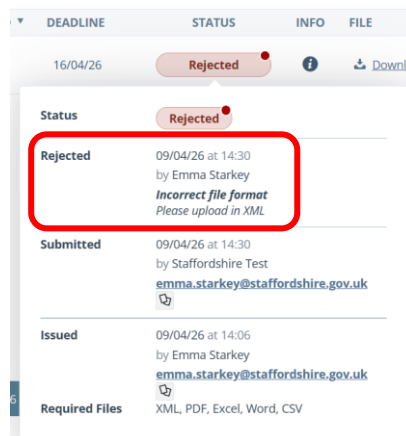 DEADLINE STATUS INFO FILE
16/04/26 Rejected Downl
Status Rejected
Rejected 09/04/26 at 14:30
by Emma Starkey
Incorrect file format
Please upload in XML
Submitted 09/04/26 at 14:30
by Staffordshire Test
emma.starkey@staffordshire.gov.uk
Issued 09/04/26 at 14:06
by Emma Starkey
emma.starkey@staffordshire.gov.uk
6
Required Files XML, PDF, Excel, Word, CSV